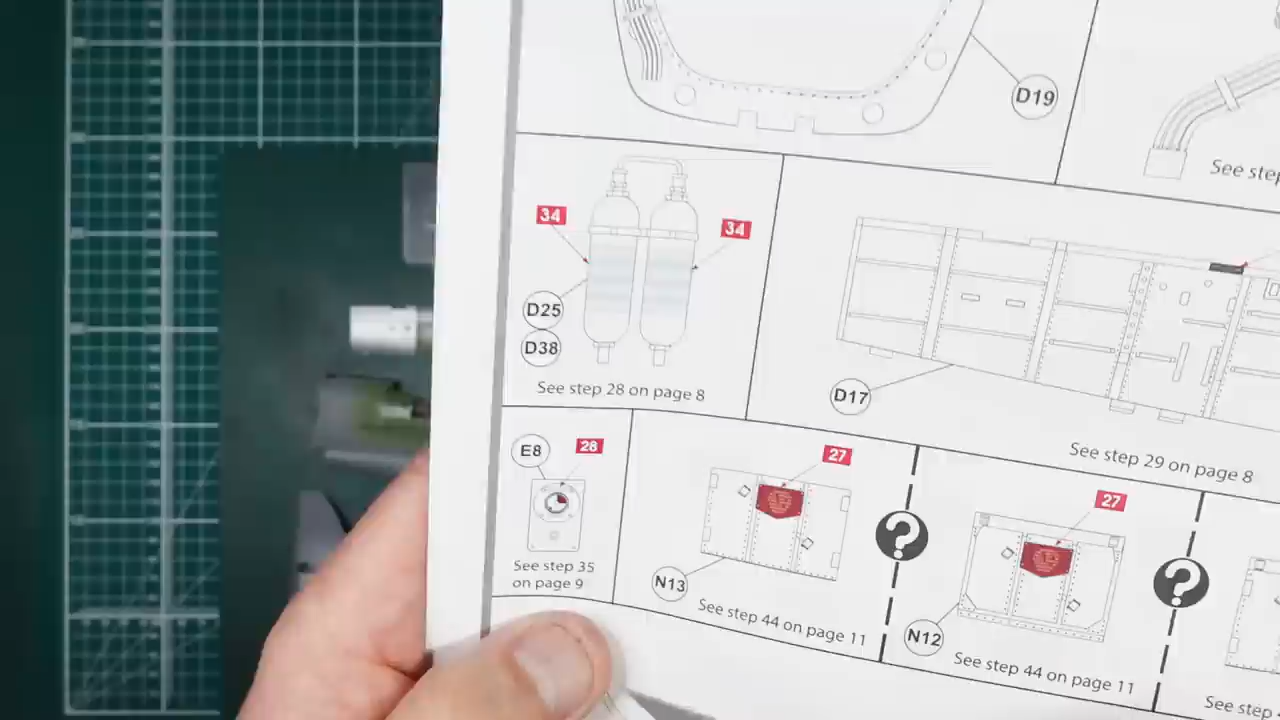 D19
See step
34
34
D25
D38
See step 28 on page 8
D17
See step 29 on page 8
E8
28
See step 35
on page 9
27
N13
See step 44 on page 11
?
27
N12
See step 44 on page 11
?
See step